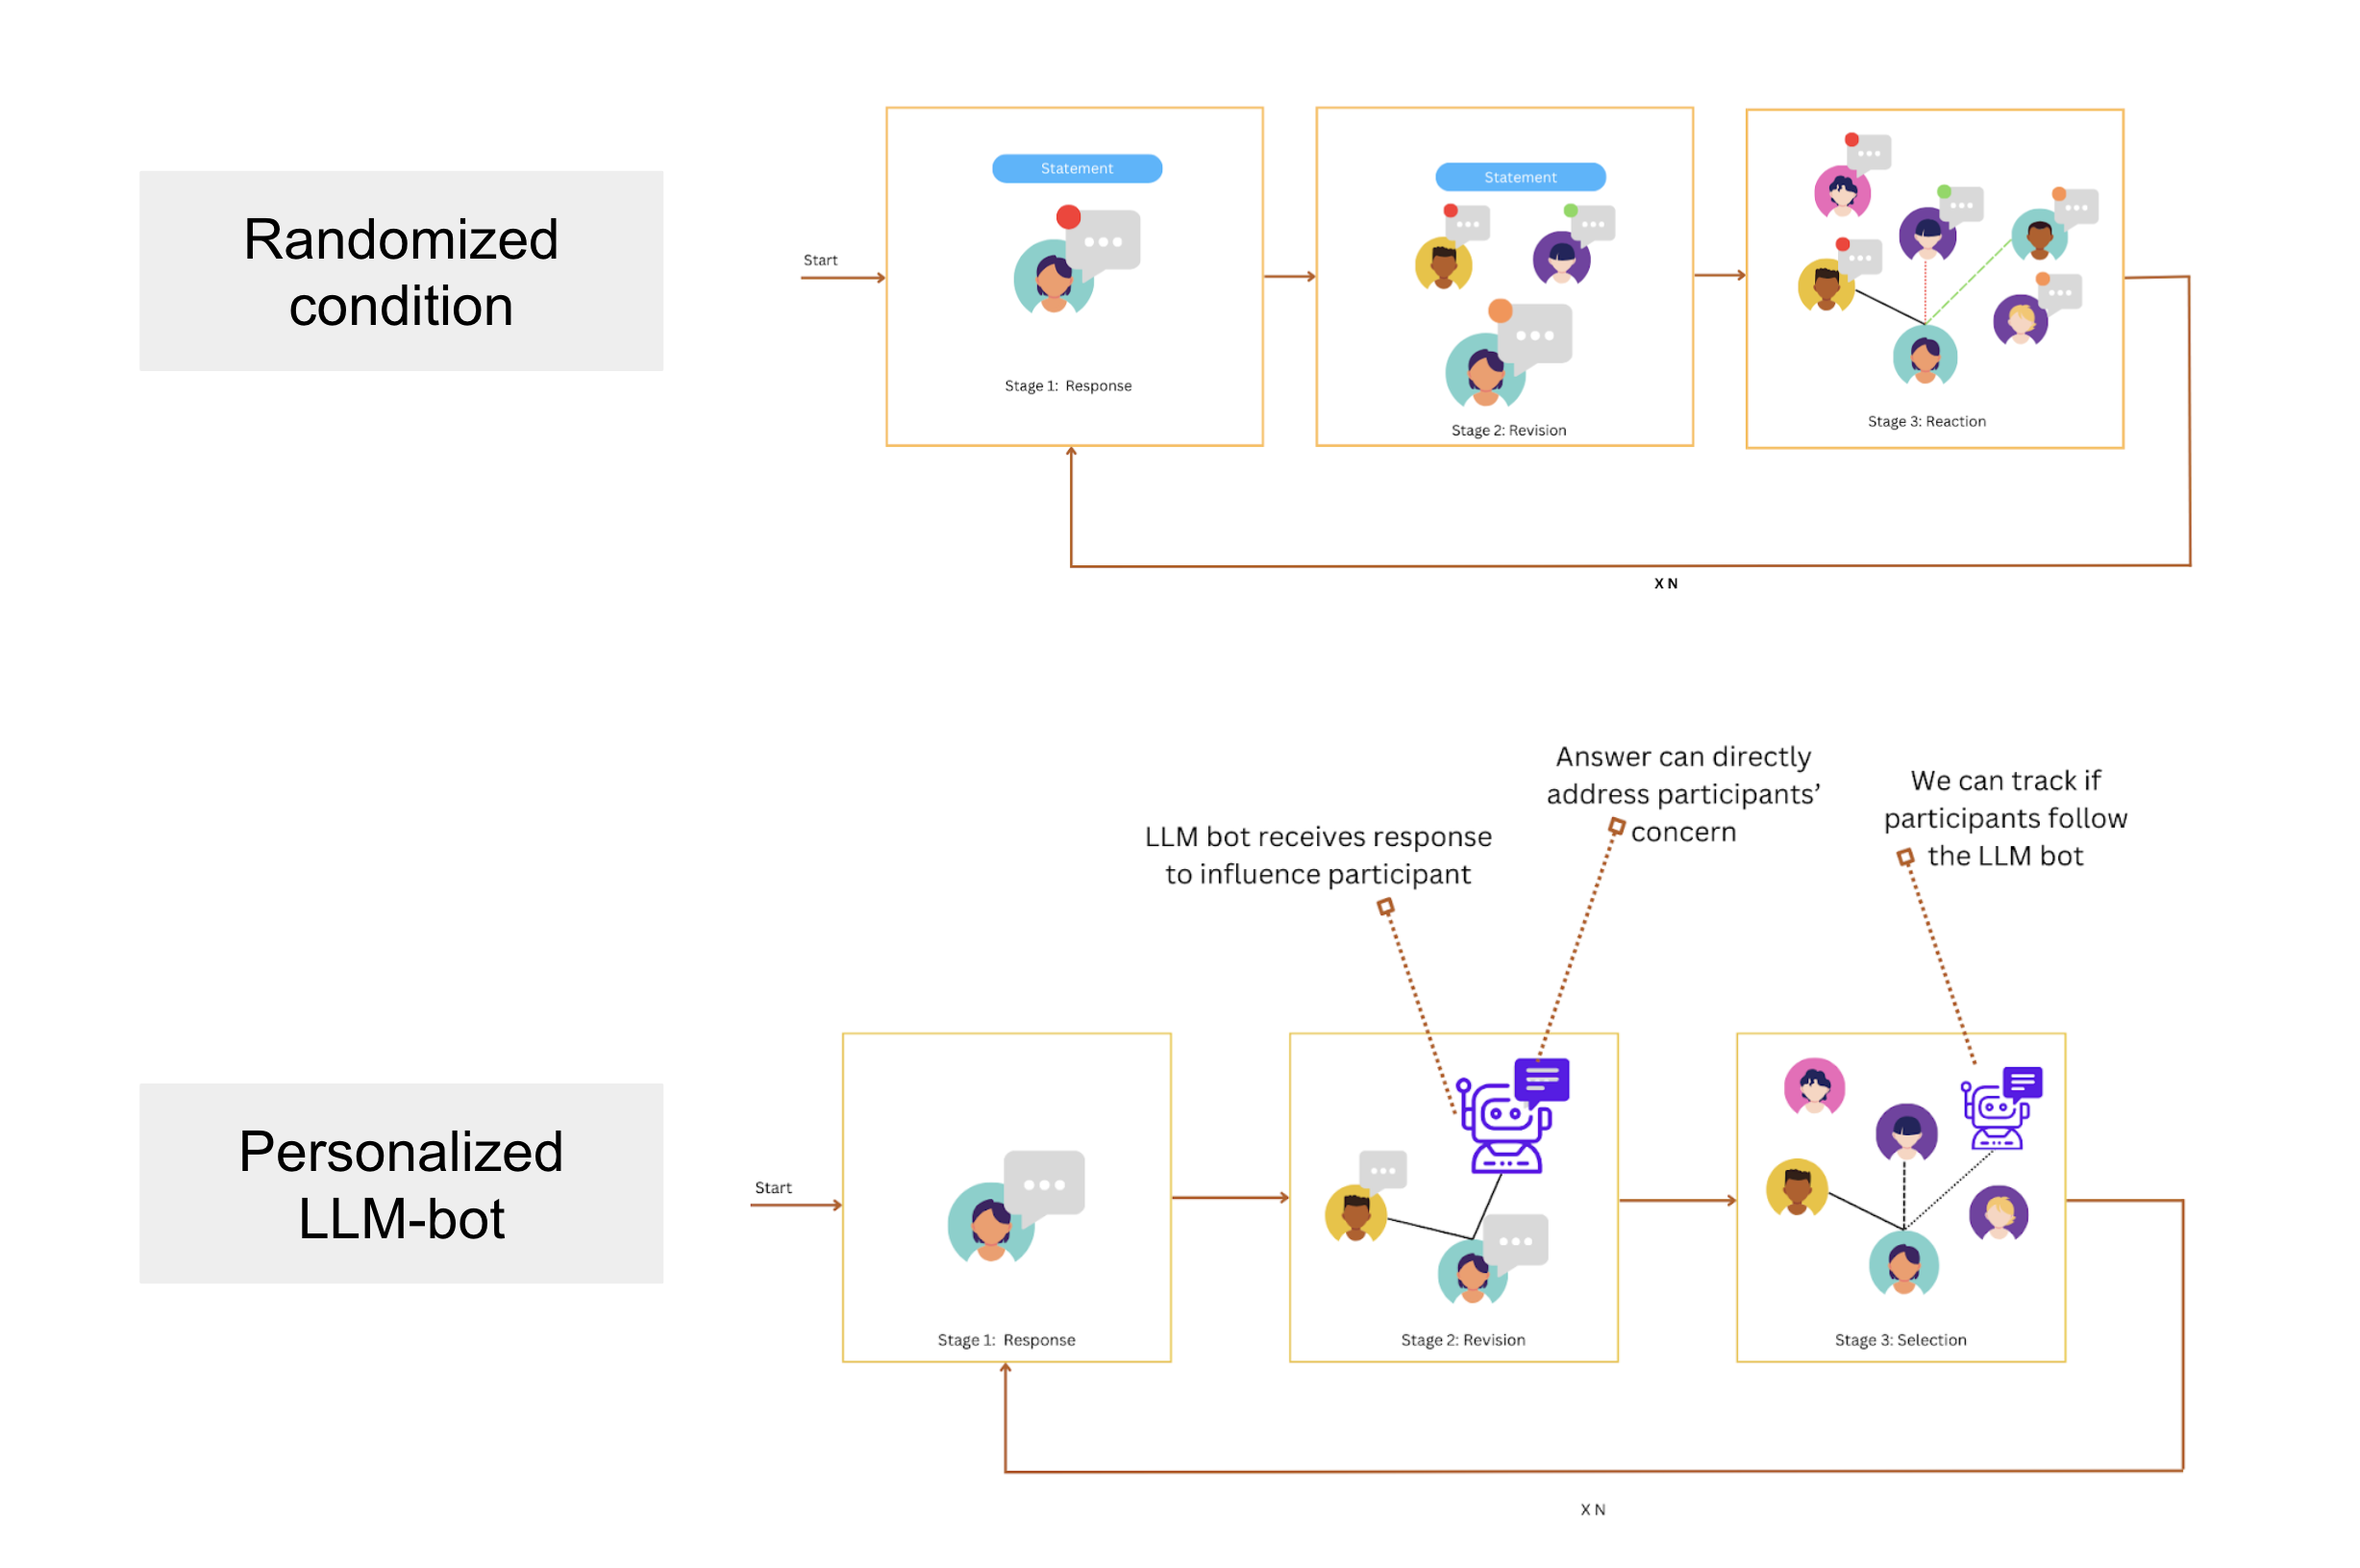 Randomized
condition
Start
Statement
Stage 1: Response
Statement
Stage 2: Revision
Stage 3: Reaction
X N
Personalized
LLM-bot
LLM bot receives response
to influence participant
Answer can directly
address participants’
concern
We can track if
participants follow
the LLM bot
Start
Stage 1: Response
Stage 2: Revision
Stage 3: Selection
X N